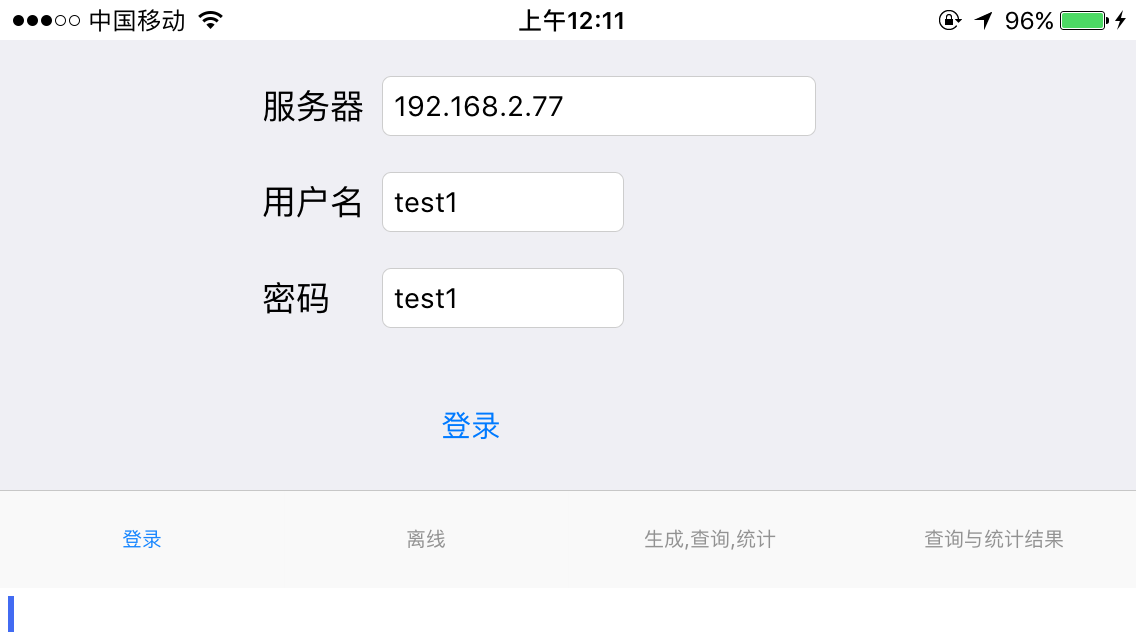 中国移动 上午12:11 96%
服务器 192.168.2.77
用户名 test1
密码 test1
登录
登录 离线 生成,查询,统计 查询与统计结果